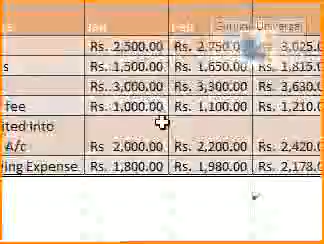 Jan
Rs. 2,500.00 Rs. 2,750.00 Rs. 3,025.0
s Rs. 1,500.00 Rs. 1,650.00 Rs. 1,815.0
Rs. 3,000.00 Rs. 3,300.00 Rs. 3,630.0
fee Rs. 1,000.00 Rs. 1,100.00 Rs. 1,210.0
ited Into
A/c Rs 2,000.00 Rs. 2,200.00 Rs. 2,420.0
ing Expense Rs. 1,800.00 Rs. 1,980.00 Rs. 2,178.0